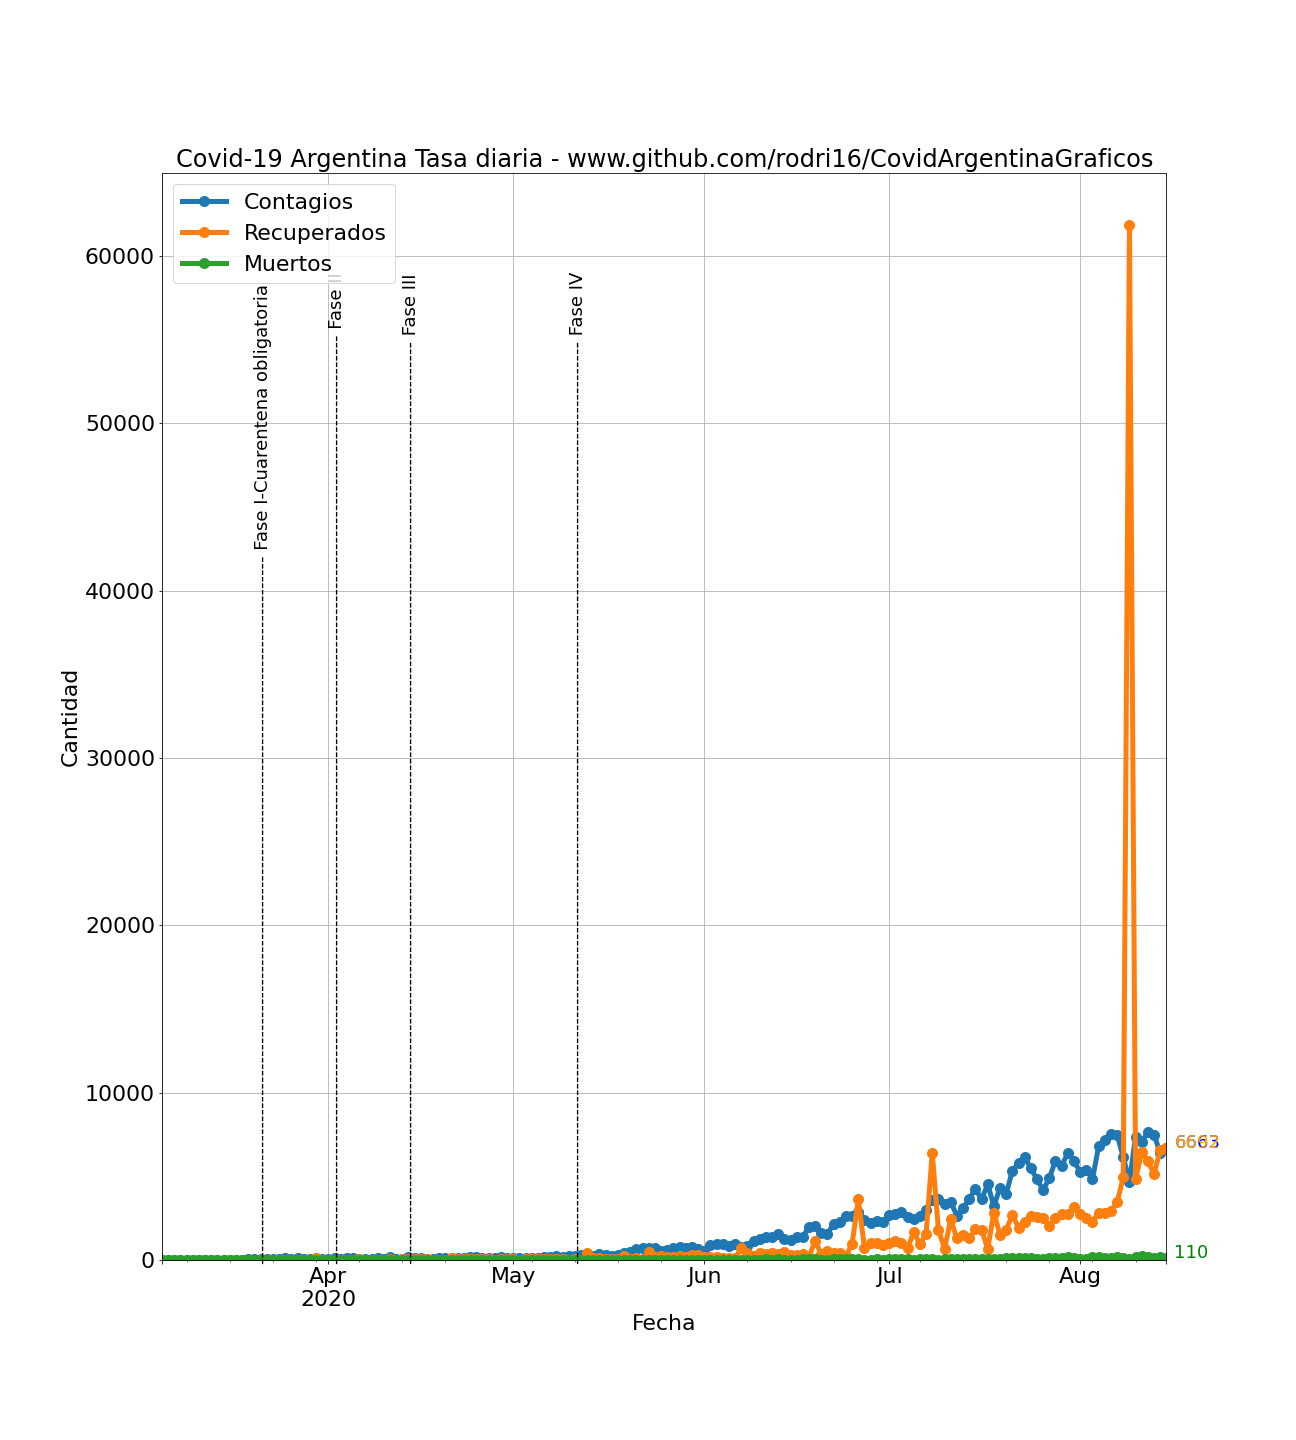 Covid-19 Argentina Tasa diaria - www.github.com/rodri16/CovidArgentinaGraficos
Contagios
Recuperados
Muertos
Fase I-Cuarentena obligatoria
Fase II
Fase III
Fase IV
60000
50000
40000
30000
20000
10000
0
Cantidad
110
Apr
May
Jun
Jul
Aug
2020
Fecha